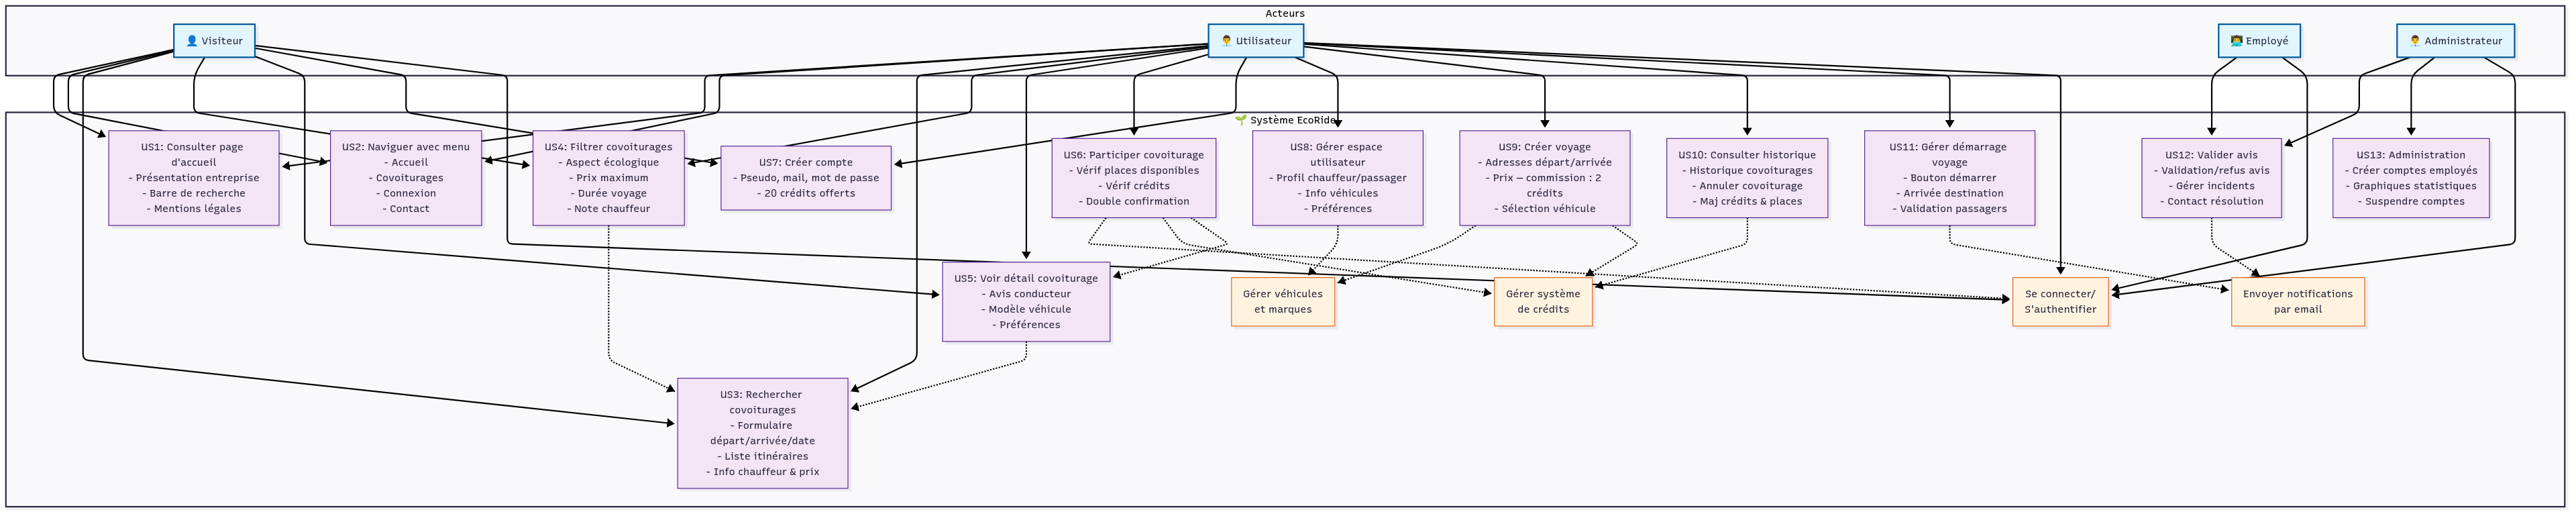 Acteurs
👤 Visiteur
👨‍💼 Utilisateur
👨‍💻 Employé
👨‍💼 Administrateur
🌱 Système EcoRide
US1: Consulter page
d'accueil
- Présentation entreprise
- Barre de recherche
- Mentions légales
US2: Naviguer avec menu
- Accueil
- Covoiturages
- Connexion
- Contact
US4: Filtrer covoiturages
- Aspect écologique
- Prix maximum
- Durée voyage
- Note chauffeur
US7: Créer compte
- Pseudo, mail, mot de passe
- 20 crédits offerts
US6: Participer covoiturage
- Vérif places disponibles
- Vérif crédits
- Double confirmation
US8: Gérer espace
utilisateur
- Profil chauffeur/passager
- Info véhicules
- Préférences
US9: Créer voyage
- Adresses départ/arrivée
- Prix – commission : 2
crédits
- Sélection véhicule
US10: Consulter historique
- Historique covoiturages
- Annuler covoiturage
- Maj crédits & places
US11: Gérer démarrage
voyage
- Bouton démarrer
- Arrivée destination
- Validation passagers
US12: Valider avis
- Validation/refus avis
- Gérer incidents
- Contact résolution
US13: Administration
- Créer comptes employés
- Graphiques statistiques
- Suspendre comptes
US5: Voir détail covoiturage
- Avis conducteur
- Modèle véhicule
- Préférences
Gérer véhicules
et marques
Gérer système
de crédits
Se connecter/
S'authentifier
Envoyer notifications
par email
US3: Rechercher
covoiturages
- Formulaire
départ/arrivée/date
- Liste itinéraires
- Info chauffeur & prix